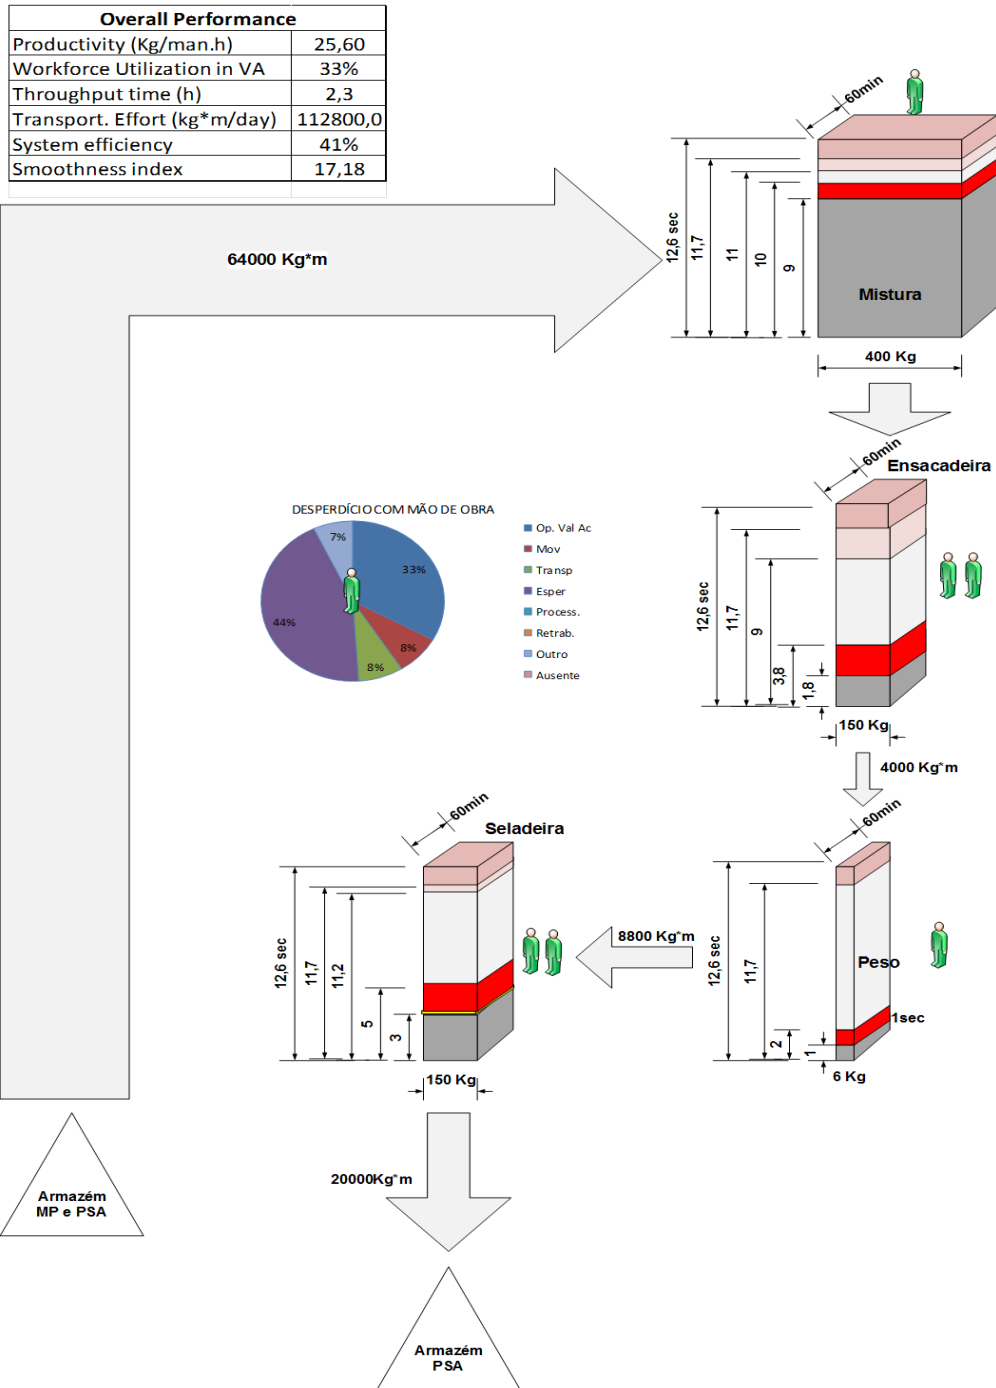 Overall Performance
Productivity (Kg/man.h) 25,60
Workforce Utilization in VA 33%
Throughput time (h) 2,3
Transport. Effort (kg*m/day) 112800,0
System efficiency 41%
Smoothness index 17,18
64000 Kg*m
60min
12,6 sec
11,7
11
10
9
Mistura
400 Kg
60min
Ensacadeira
12,6 sec
11,7
9
3,8
1,8
150 Kg
4000 Kg*m
DESPERDÍCIO COM MÃO DE OBRA
7%
33%
44%
8%
8%
Op. Val Ac
Mov
Transp
Esper
Process.
Retrab.
Outro
Ausente
60min
Seladeira
12,6 sec
11,7
11,2
5
3
150 Kg
8800 Kg*m
60min
12,6 sec
11,7
Peso
1sec
2
1
6 Kg
20000Kg*m
Armazém
MP e PSA
Armazém
PSA